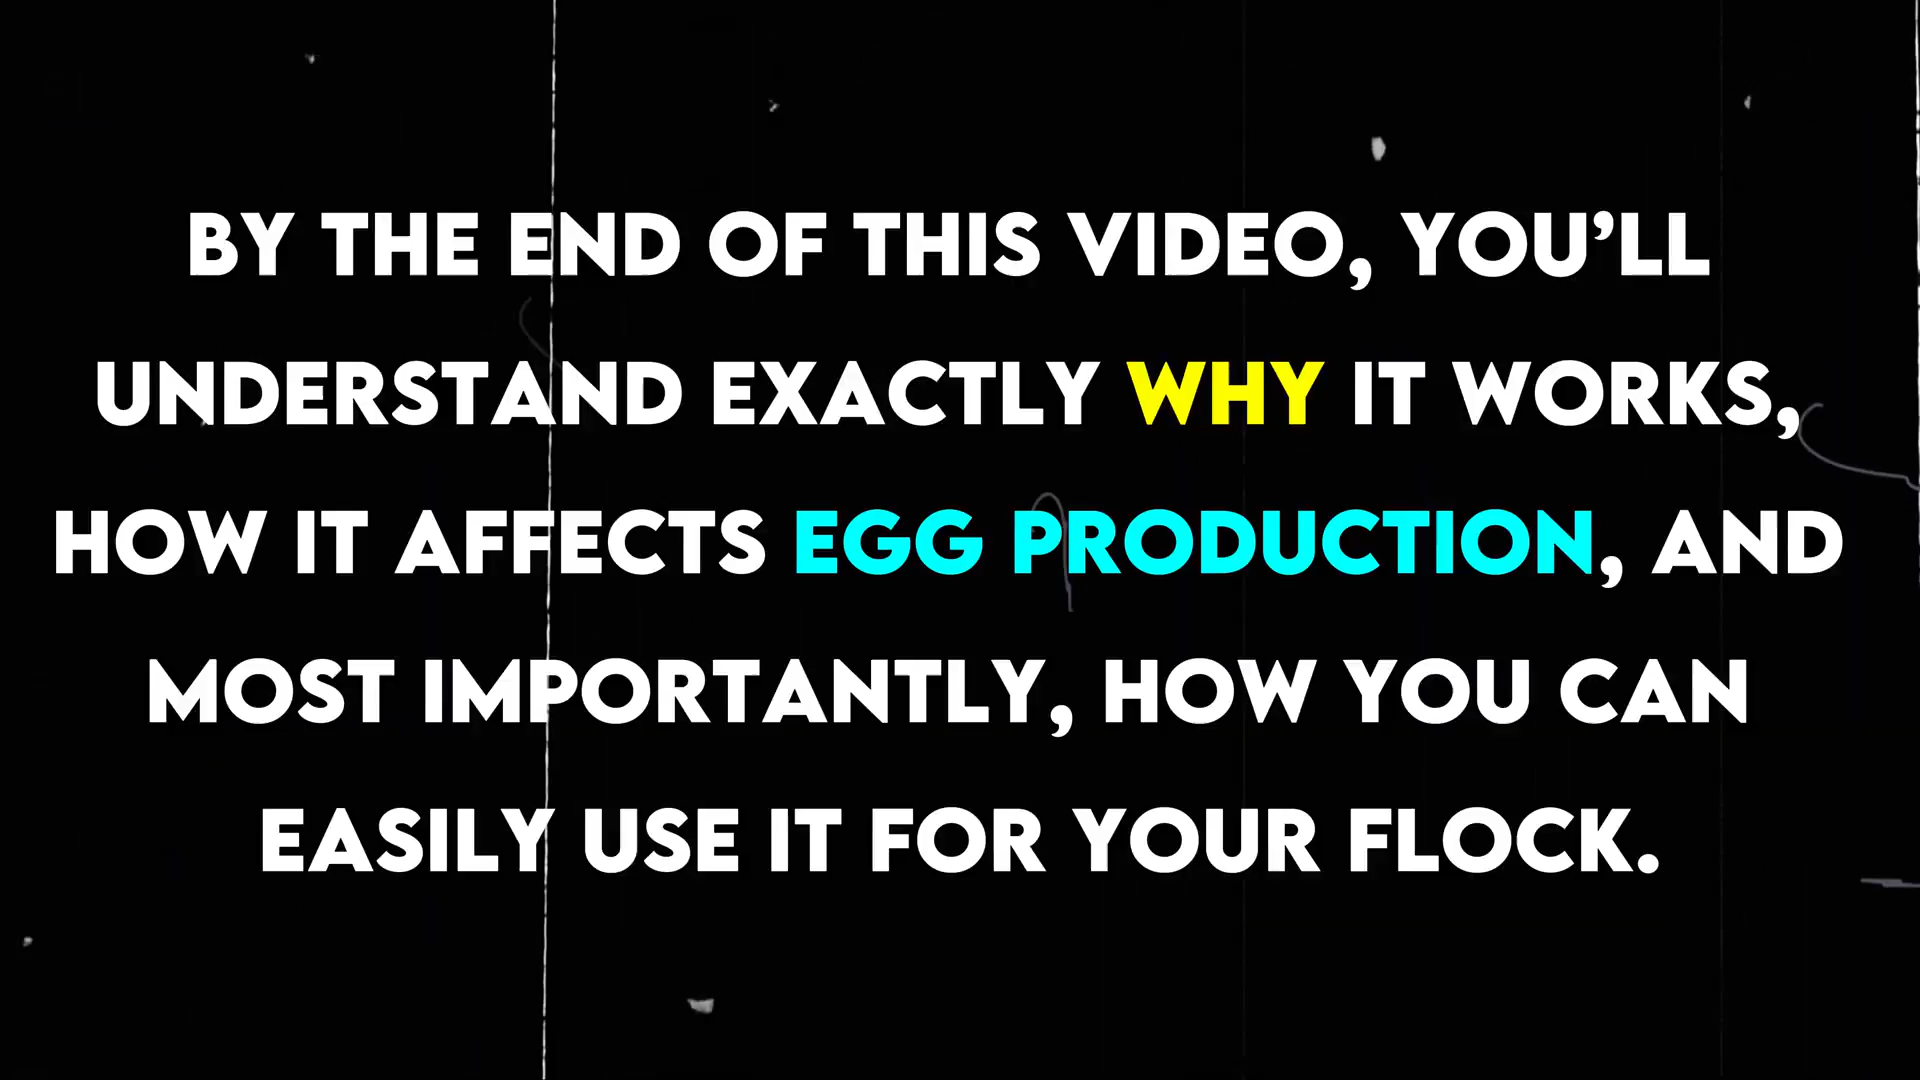 BY THE END OF THIS VIDEO, YOU’LL
UNDERSTAND EXACTLY WHY IT WORKS,
HOW IT AFFECTS EGG PRODUCTION, AND
MOST IMPORTANTLY, HOW YOU CAN
EASILY USE IT FOR YOUR FLOCK.